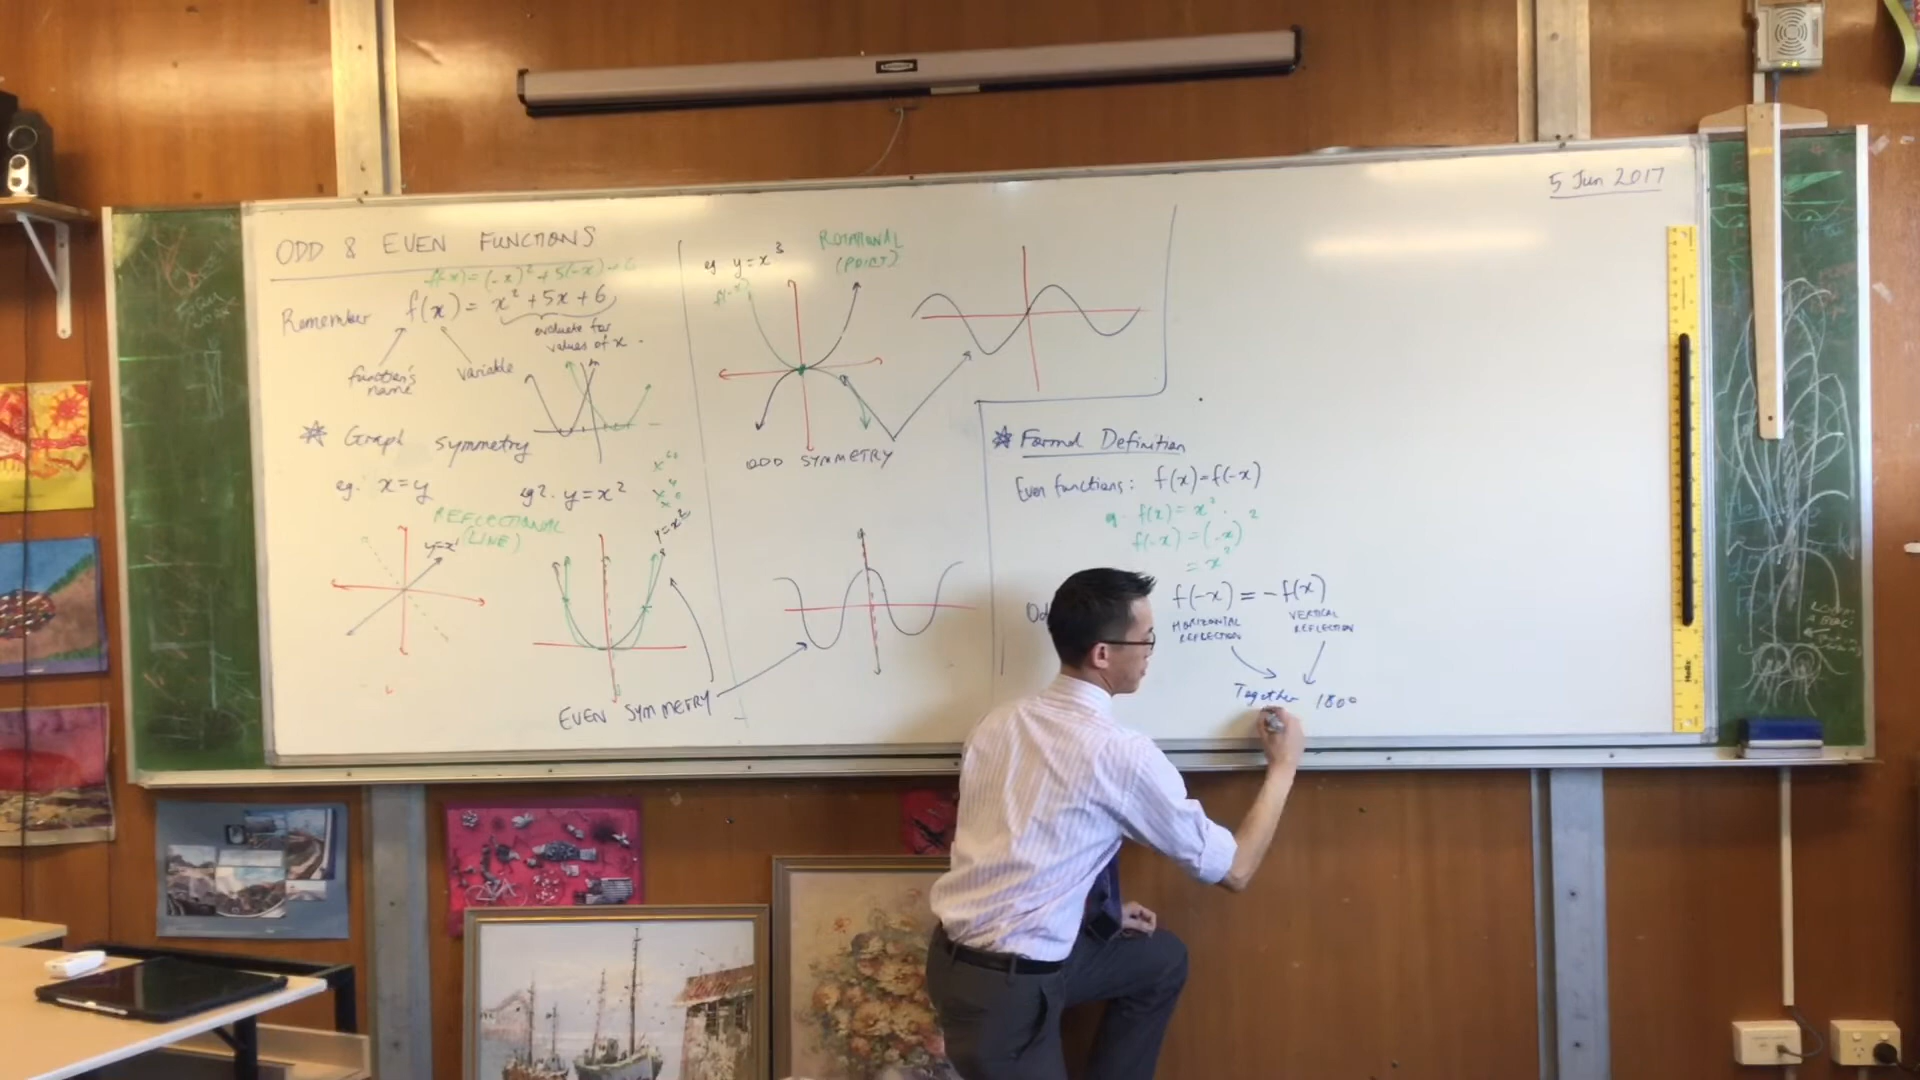 5 Jun 2017
ODD & EVEN FUNCTIONS
f(-x) = (-x)² + 5(-x) + 6
Remember f(x) = x² + 5x + 6
evaluate for
values of x
function's
name
variable
Graph symmetry
eg. x=y
eg2. y=x²
REFLECTIONAL
(LINE)
y=x
EVEN SYMMETRY
eg y=x³
ROTATIONAL
(POINT)
f(-x)
ODD SYMMETRY
Formal Definition
Even functions: f(x)=f(-x)
eg. f(x) = x²
f(-x) = (-x)²
= x²
f(-x) = -f(x)
HORIZONTAL
REFLECTION
VERTICAL
REFLECTION
Together 180°
Helix